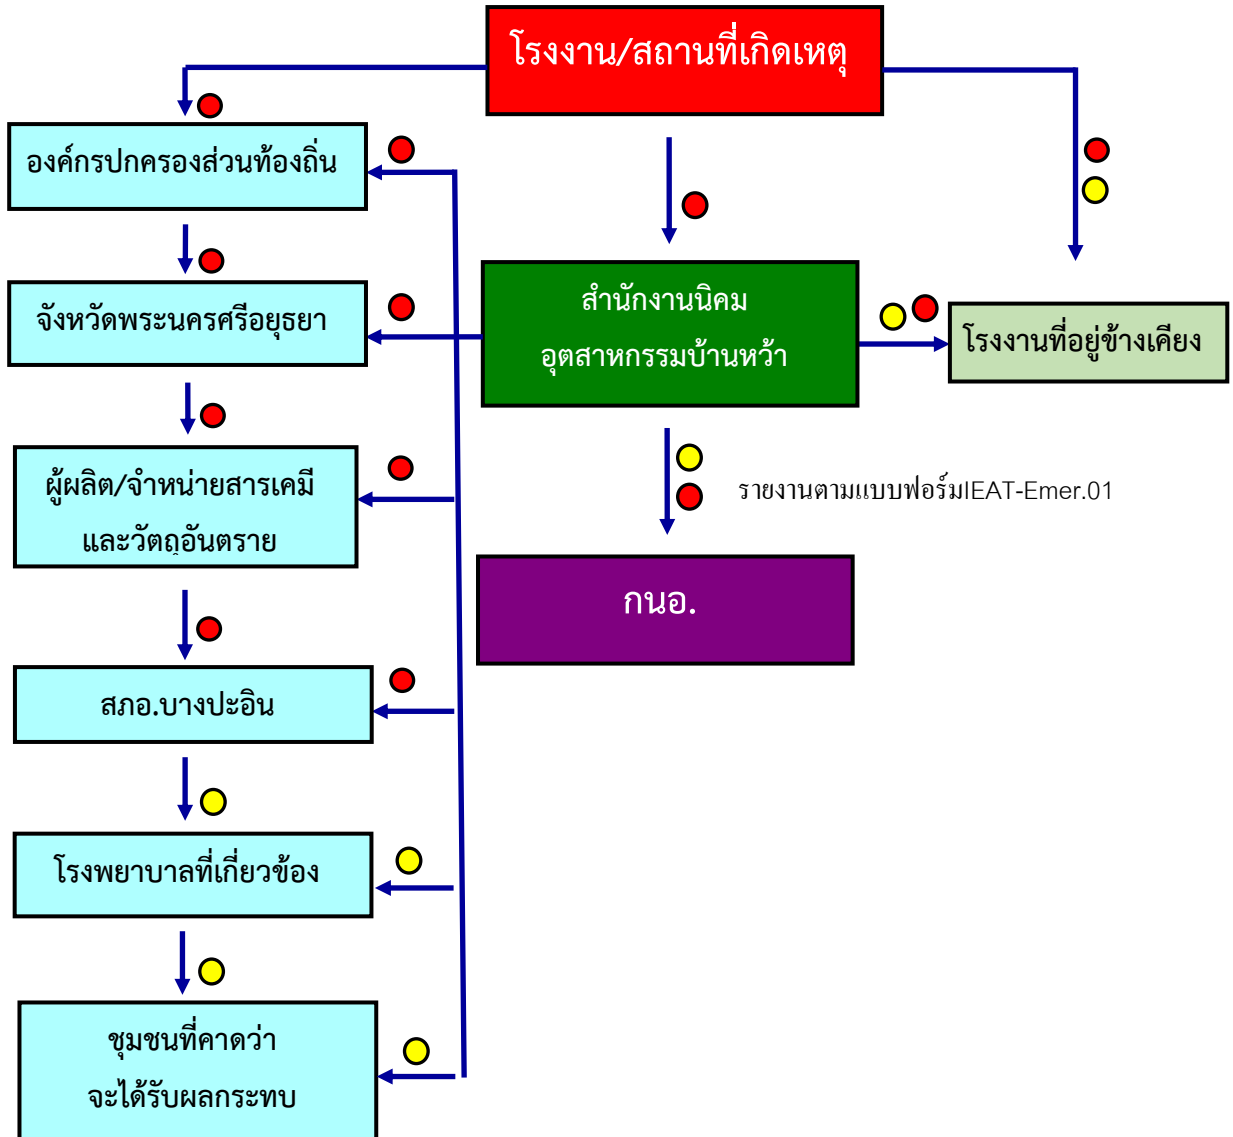 โรงงาน/สถานที่เกิดเหตุ
องค์กรปกครองส่วนท้องถิ่น
จังหวัดพระนครศรีอยุธยา
สำนักงานนิคม
อุตสาหกรรมบ้านหว้า
โรงงานที่อยู่ข้างเคียง
ผู้ผลิต/จำหน่ายสารเคมี
และวัตถุอันตราย
รายงานตามแบบฟอร์มIEAT-Emer.01
กนอ.
สภอ.บางปะอิน
โรงพยาบาลที่เกี่ยวข้อง
ชุมชนที่คาดว่า
จะได้รับผลกระทบ